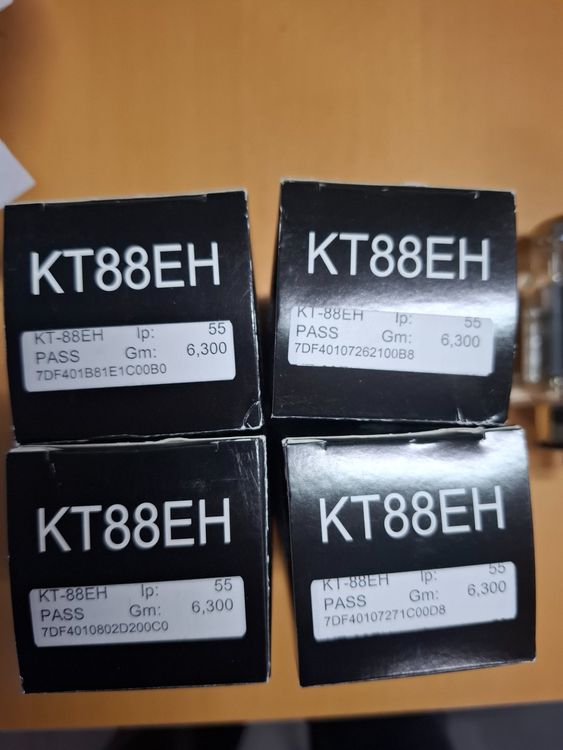 KT88EH
KT-88EH Ip: 55
PASS Gm: 6,300
7DF401B81E1C00B0
KT88EH
KT-88EH Ip: 55
PASS Gm: 6,300
7DF40107262100B8
KT88EH
KT-88EH Ip: 55
PASS Gm: 6,300
7DF4010802D200C0
KT88EH
KT-88EH Ip: 55
PASS Gm: 6,300
7DF40107271C00D8